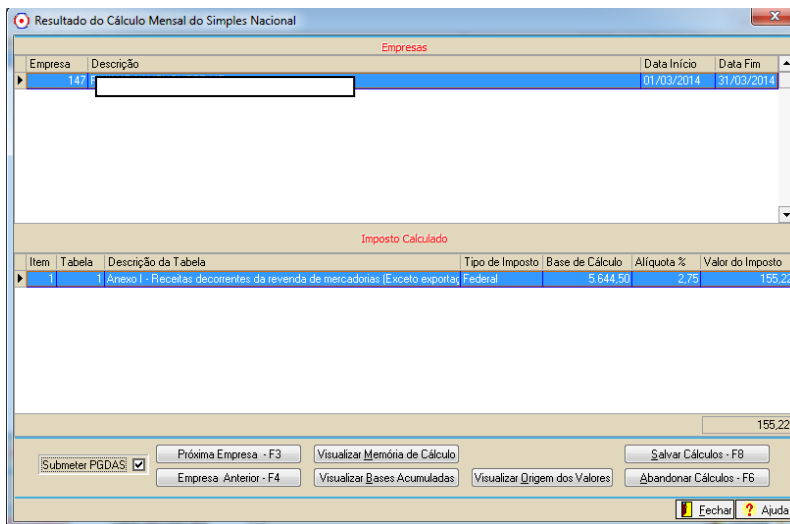 Resultado do Cálculo Mensal do Simples Nacional
Empresas
Empresa Descrição Data Início Data Fim
147 01/03/2014 31/03/2014
Imposto Calculado
Item Tabela Descrição da Tabela Tipo de Imposto Base de Cálculo Alíquota % Valor do Imposto
1 1 Anexo I - Receitas decorrentes da revenda de mercadorias (Exceto exportaç Federal 5.644,50 2,75 155,22
155,22
Submeter PGDAS Próxima Empresa - F3 Visualizar Memória de Cálculo Salvar Cálculos - F8
Empresa Anterior - F4 Visualizar Bases Acumuladas Visualizar Origem dos Valores Abandonar Cálculos - F6
Fechar Ajuda